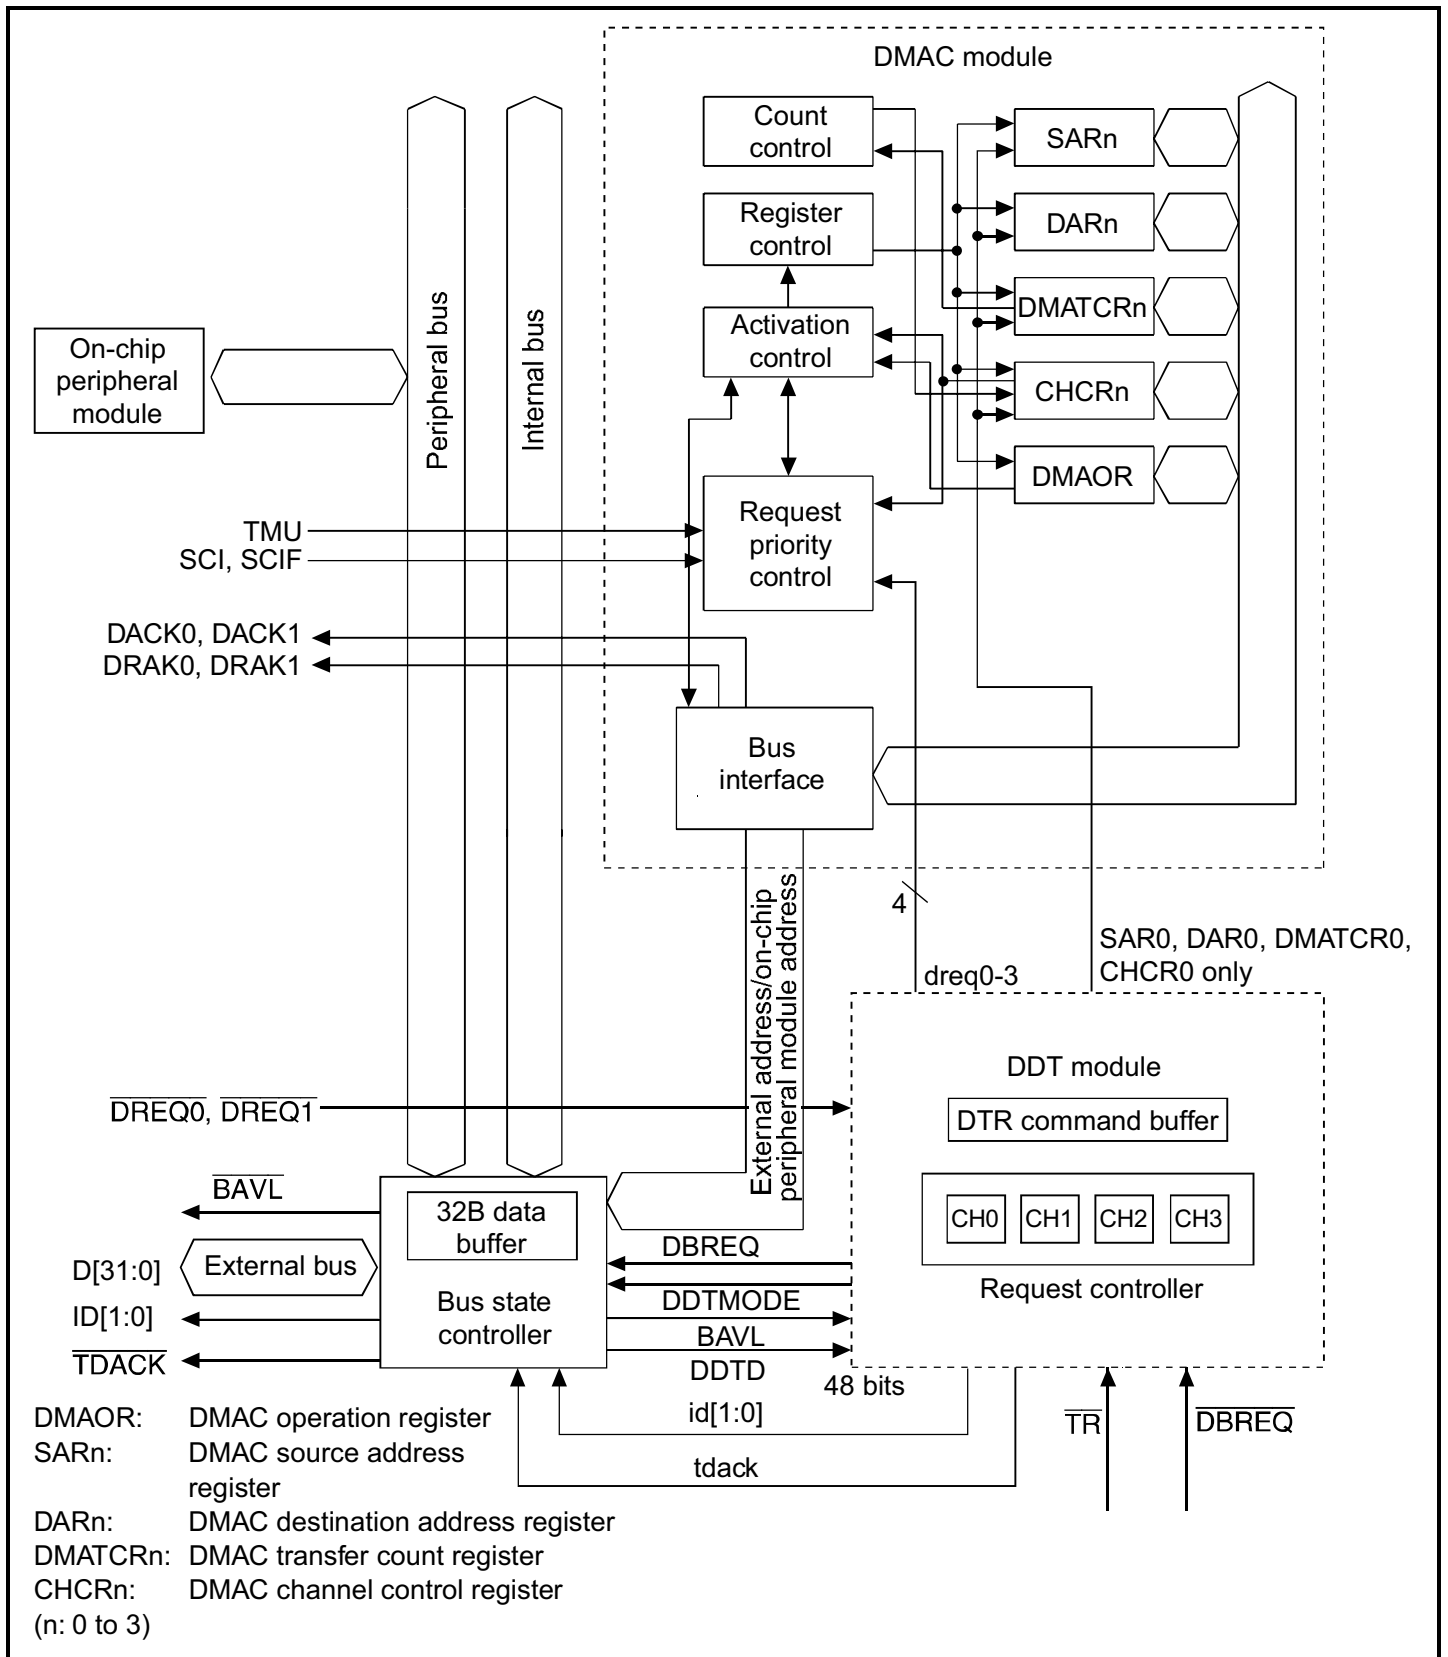 DMAC module
Count
control
SARn
Register
control
DARn
DMATCRn
Activation
control
On-chip
peripheral
module
Peripheral bus
Internal bus
CHCRn
DMAOR
Request
priority
control
TMU
SCI, SCIF
DACK0, DACK1
DRAK0, DRAK1
Bus
interface
External address/on-chip
peripheral module address
4
dreq0-3
SAR0, DAR0, DMATCR0,
CHCR0 only
DDT module
DREQ0, DREQ1
DTR command buffer
BAVL
32B data
buffer
CH0 CH1 CH2 CH3
Request controller
DBREQ
D[31:0]
External bus
ID[1:0]
Bus state
controller
DDTMODE
BAVL
TDACK
DDTD
48 bits
id[1:0]
TR
DBREQ
tdack
DMAOR: DMAC operation register
SARn: DMAC source address
register
DARn: DMAC destination address register
DMATCRn: DMAC transfer count register
CHCRn: DMAC channel control register
(n: 0 to 3)